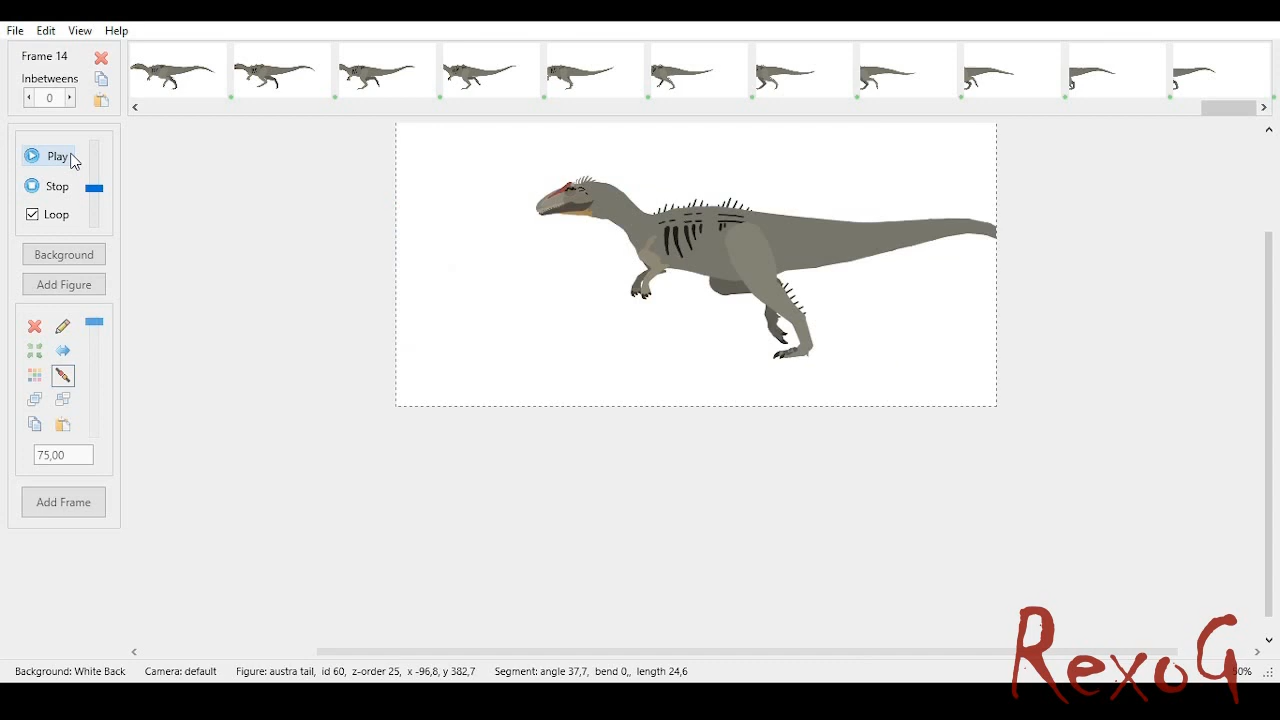 File Edit View Help
Frame 14
Inbetweens
0
Play
Stop
Loop
Background
Add Figure
75,00
Add Frame
Background: White Back Camera: default Figure: austra tail, id 60, z-order 25, x -96,8, y 382,7 Segment: angle 37,7, bend 0,, length 24,6
RexoG